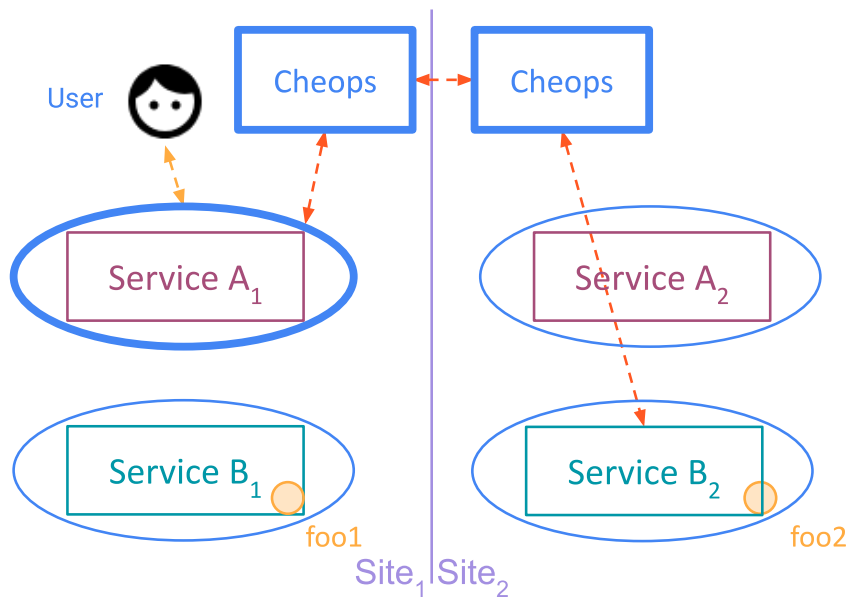 Cheops
Cheops
User
Service A1
Service A2
Service B1
Service B2
foo1
foo2
Site1
Site2